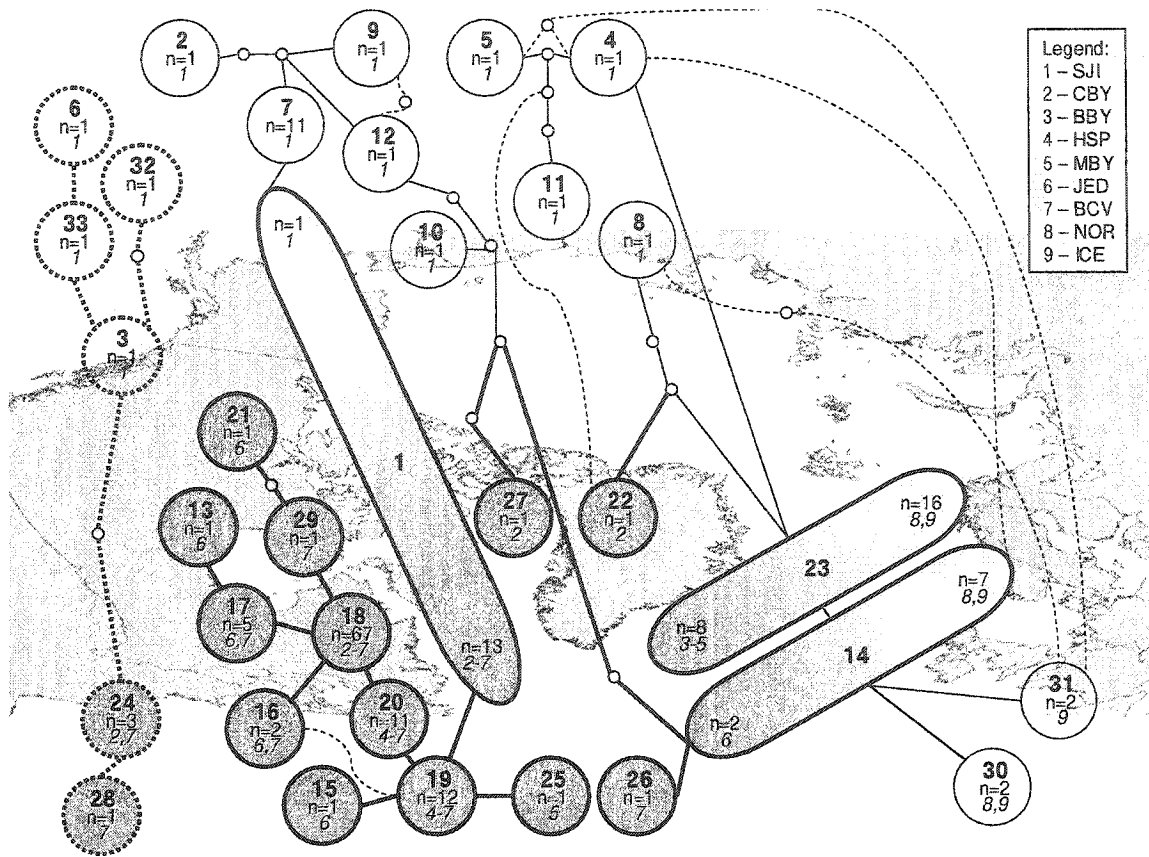 2
n=1
1
9
n=1
1
5
n=1
1
4
n=1
1
Legend:
1 – SJI
2 – CBY
3 – BBY
4 – HSP
5 – MBY
6 – JED
7 – BCV
8 – NOR
9 – ICE
6
n=1
1
7
n=11
1
12
n=1
1
32
n=1
1
11
n=1
1
33
n=1
1
n=1
1
10
n=1
1
8
n=1
3
n=1
21
n=1
6
1
27
n=1
2
22
n=1
2
n=16
8,9
23
13
n=1
6
29
n=1
7
n=7
8,9
17
n=5
6,7
18
n=67
2-7
n=13
2-7
n=8
3-5
14
24
n=3
2,7
16
n=2
6,7
20
n=11
4-7
n=2
6
31
n=2
9
28
n=1
7
15
n=1
6
19
n=12
4-7
25
n=1
26
n=1
7
30
n=2
8,9